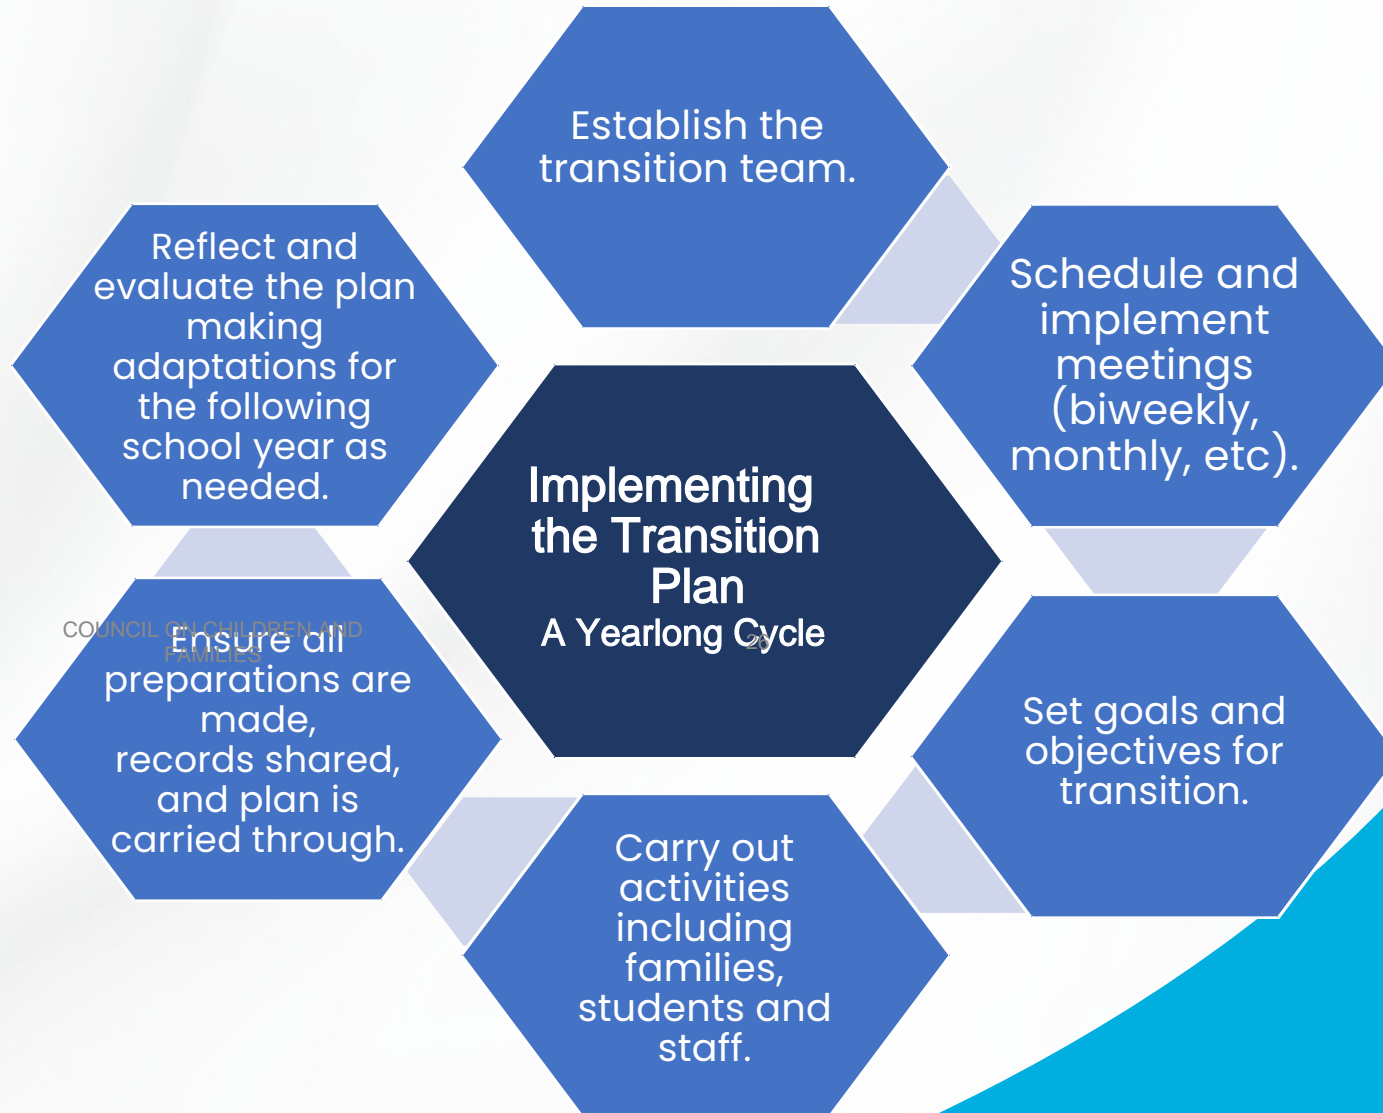 Establish the
transition team.
Schedule and
implement
meetings
(biweekly,
monthly, etc).
Set goals and
objectives for
transition.
Carry out
activities
including
families,
students and
staff.
Ensure all
preparations are
made,
records shared,
and plan is
carried through.
Reflect and
evaluate the plan
making
adaptations for
the following
school year as
needed.
Implementing
the Transition
Plan
A Yearlong Cycle
COUNCIL ON CHILDREN AND
FAMILIES
26